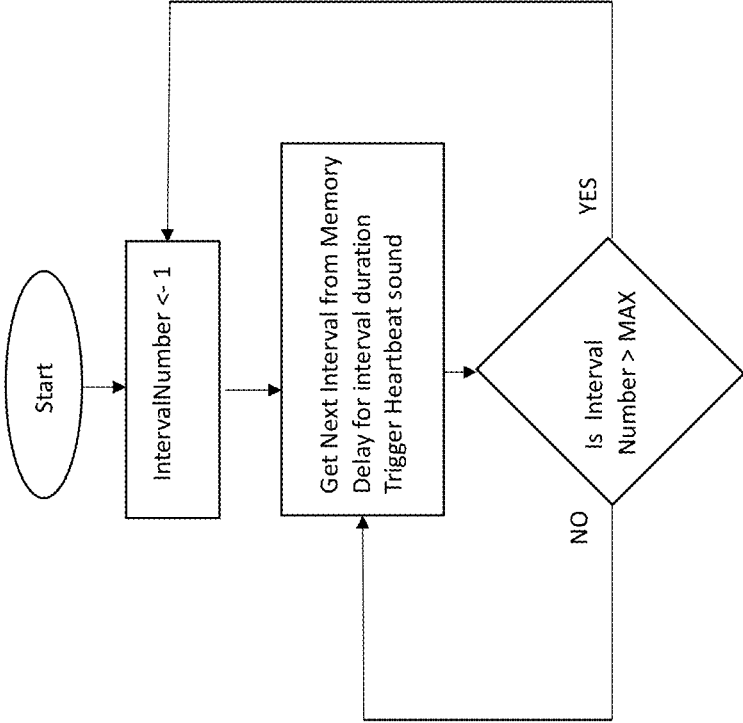 Start
IntervalNumber <- 1
Get Next Interval from Memory
Delay for interval duration
Trigger Heartbeat sound
Is Interval
Number > MAX
NO
YES